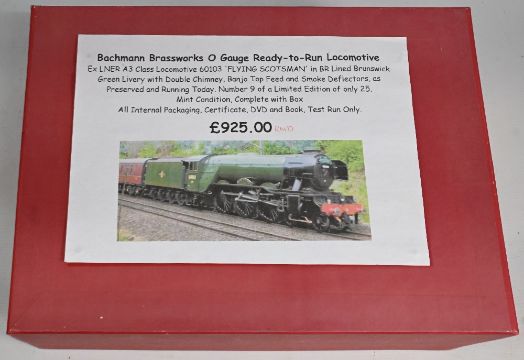 Bachmann Brassworks O Gauge Ready-to-Run Locomotive
Ex LNER A3 Class Locomotive 60103 'FLYING SCOTSMAN' in BR Lined Brunswick
Green Livery with Double Chimney, Banjo Top Feed and Smoke Deflectors, as
Preserved and Running Today. Number 9 of a Limited Edition of only 25.
Mint Condition, Complete with Box
All Internal Packaging, Certificate, DVD and Book, Test Run Only.
£925.00